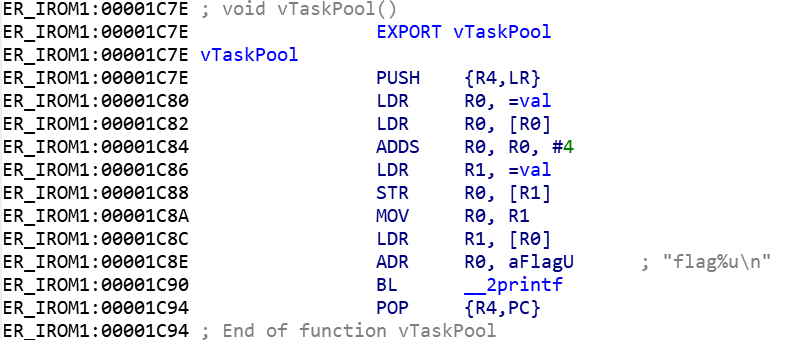 ER_IROM1:00001C7E ; void vTaskPool()
ER_IROM1:00001C7E EXPORT vTaskPool
ER_IROM1:00001C7E vTaskPool
ER_IROM1:00001C7E PUSH {R4,LR}
ER_IROM1:00001C80 LDR R0, =val
ER_IROM1:00001C82 LDR R0, [R0]
ER_IROM1:00001C84 ADDS R0, R0, #4
ER_IROM1:00001C86 LDR R1, =val
ER_IROM1:00001C88 STR R0, [R1]
ER_IROM1:00001C8A MOV R0, R1
ER_IROM1:00001C8C LDR R1, [R0]
ER_IROM1:00001C8E ADR R0, aFlagU ; "flag%u\n"
ER_IROM1:00001C90 BL __2printf
ER_IROM1:00001C94 POP {R4,PC}
ER_IROM1:00001C94 ; End of function vTaskPool